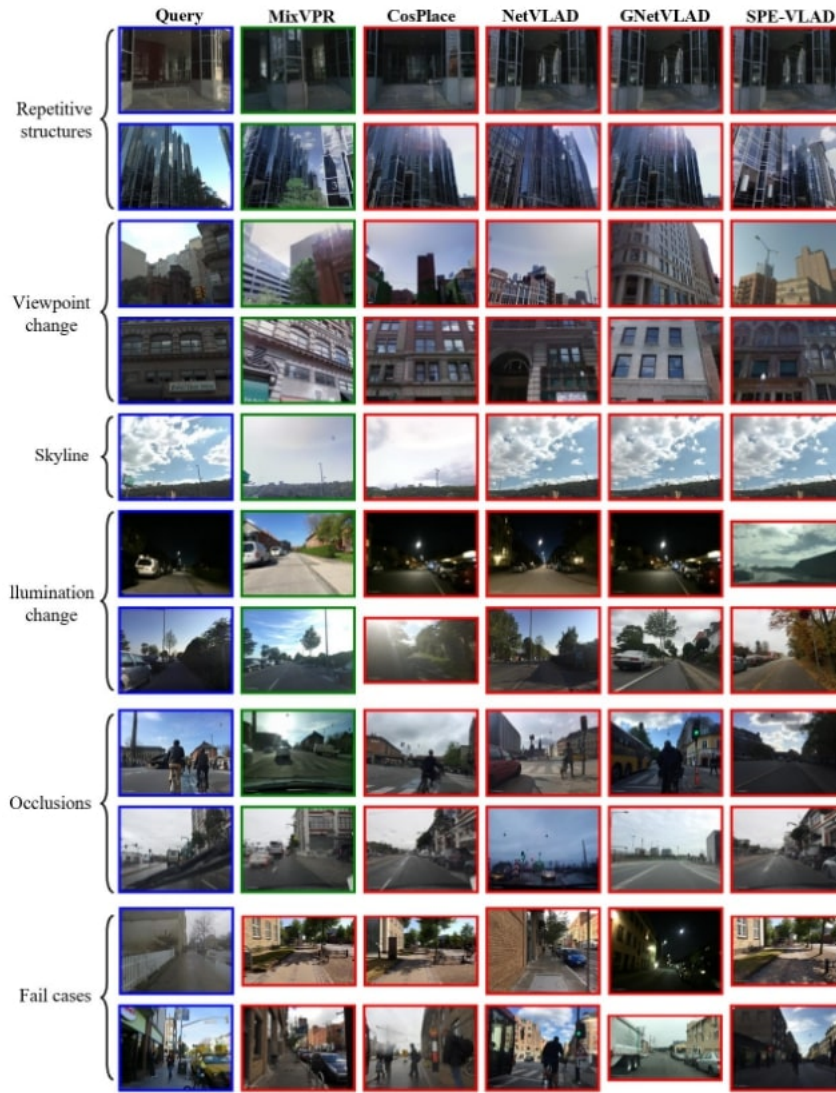 Query MixVPR CosPlace NetVLAD GNetVLAD SPE-VLAD
Repetitive
structures
Viewpoint
change
Skyline
llumination
change
Occlusions
Fail cases